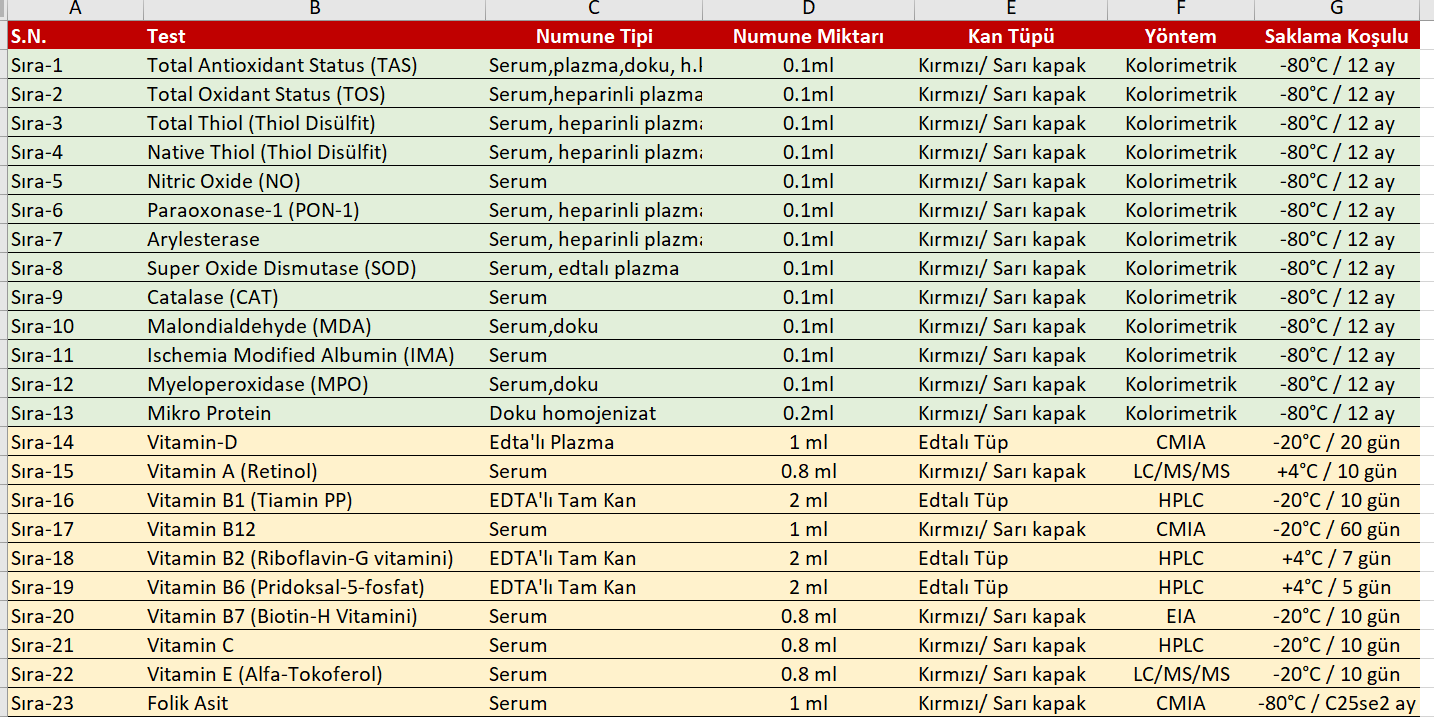 A B C D E F G
S.N. Test Numune Tipi Numune Miktarı Kan Tüpü Yöntem Saklama Koşulu
Sıra-1 Total Antioxidant Status (TAS) Serum,plazma,doku, 0.1ml Kırmızı/ Sarı kapak Kolorimetrik -80°C / 12 ay
Sıra-2 Total Oxidant Status (TOS) Serum,heparinli plazma 0.1ml Kırmızı/ Sarı kapak Kolorimetrik -80°C / 12 ay
Sıra-3 Total Thiol (Thiol Disülfit) Serum, heparinli plazma 0.1ml Kırmızı/ Sarı kapak Kolorimetrik -80°C / 12 ay
Sıra-4 Native Thiol (Thiol Disülfit) Serum, heparinli plazma 0.1ml Kırmızı/ Sarı kapak Kolorimetrik -80°C / 12 ay
Sıra-5 Nitric Oxide (NO) Serum 0.1ml Kırmızı/ Sarı kapak Kolorimetrik -80°C / 12 ay
Sıra-6 Paraoxonase-1 (PON-1) Serum, heparinli plazma 0.1ml Kırmızı/ Sarı kapak Kolorimetrik -80°C / 12 ay
Sıra-7 Arylesterase Serum, heparinli plazma 0.1ml Kırmızı/ Sarı kapak Kolorimetrik -80°C / 12 ay
Sıra-8 Super Oxide Dismutase (SOD) Serum, edtalı plazma 0.1ml Kırmızı/ Sarı kapak Kolorimetrik -80°C / 12 ay
Sıra-9 Catalase (CAT) Serum 0.1ml Kırmızı/ Sarı kapak Kolorimetrik -80°C / 12 ay
Sıra-10 Malondialdehyde (MDA) Serum,doku 0.1ml Kırmızı/ Sarı kapak Kolorimetrik -80°C / 12 ay
Sıra-11 Ischemia Modified Albumin (IMA) Serum 0.1ml Kırmızı/ Sarı kapak Kolorimetrik -80°C / 12 ay
Sıra-12 Myeloperoxidase (MPO) Serum,doku 0.1ml Kırmızı/ Sarı kapak Kolorimetrik -80°C / 12 ay
Sıra-13 Mikro Protein Doku homojenizat 0.2ml Kırmızı/ Sarı kapak Kolorimetrik -80°C / 12 ay
Sıra-14 Vitamin-D Edta'lı Plazma 1 ml Edtalı Tüp CMIA -20°C / 20 gün
Sıra-15 Vitamin A (Retinol) Serum 0.8 ml Kırmızı/ Sarı kapak LC/MS/MS +4°C / 10 gün
Sıra-16 Vitamin B1 (Tiamin PP) EDTA'lı Tam Kan 2 ml Edtalı Tüp HPLC -20°C / 10 gün
Sıra-17 Vitamin B12 Serum 1 ml Kırmızı/ Sarı kapak CMIA -20°C / 60 gün
Sıra-18 Vitamin B2 (Riboflavin-G vitamini) EDTA'lı Tam Kan 2 ml Edtalı Tüp HPLC +4°C / 7 gün
Sıra-19 Vitamin B6 (Pridoksal-5-fosfat) EDTA'lı Tam Kan 2 ml Edtalı Tüp HPLC +4°C / 5 gün
Sıra-20 Vitamin B7 (Biotin-H Vitamini) Serum 0.8 ml Kırmızı/ Sarı kapak EIA -20°C / 10 gün
Sıra-21 Vitamin C Serum 0.8 ml Kırmızı/ Sarı kapak HPLC -20°C / 10 gün
Sıra-22 Vitamin E (Alfa-Tokoferol) Serum 0.8 ml Kırmızı/ Sarı kapak LC/MS/MS -20°C / 10 gün
Sıra-23 Folik Asit Serum 1 ml Kırmızı/ Sarı kapak CMIA -80°C / C25se2 ay